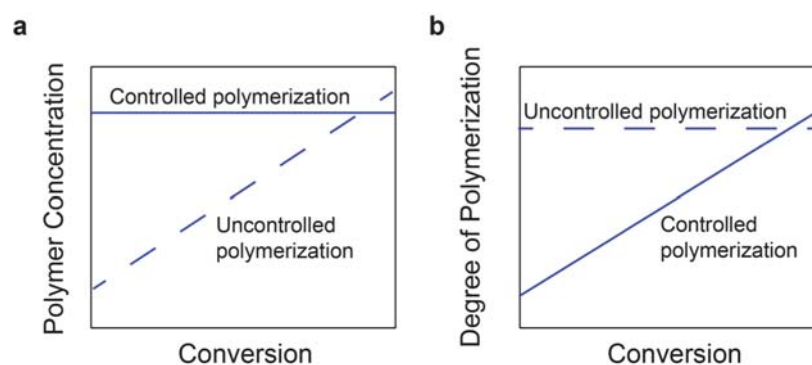 a
Polymer Concentration
Controlled polymerization
Uncontrolled
polymerization
Conversion
b
Degree of Polymerization
Uncontrolled polymerization
Controlled
polymerization
Conversion